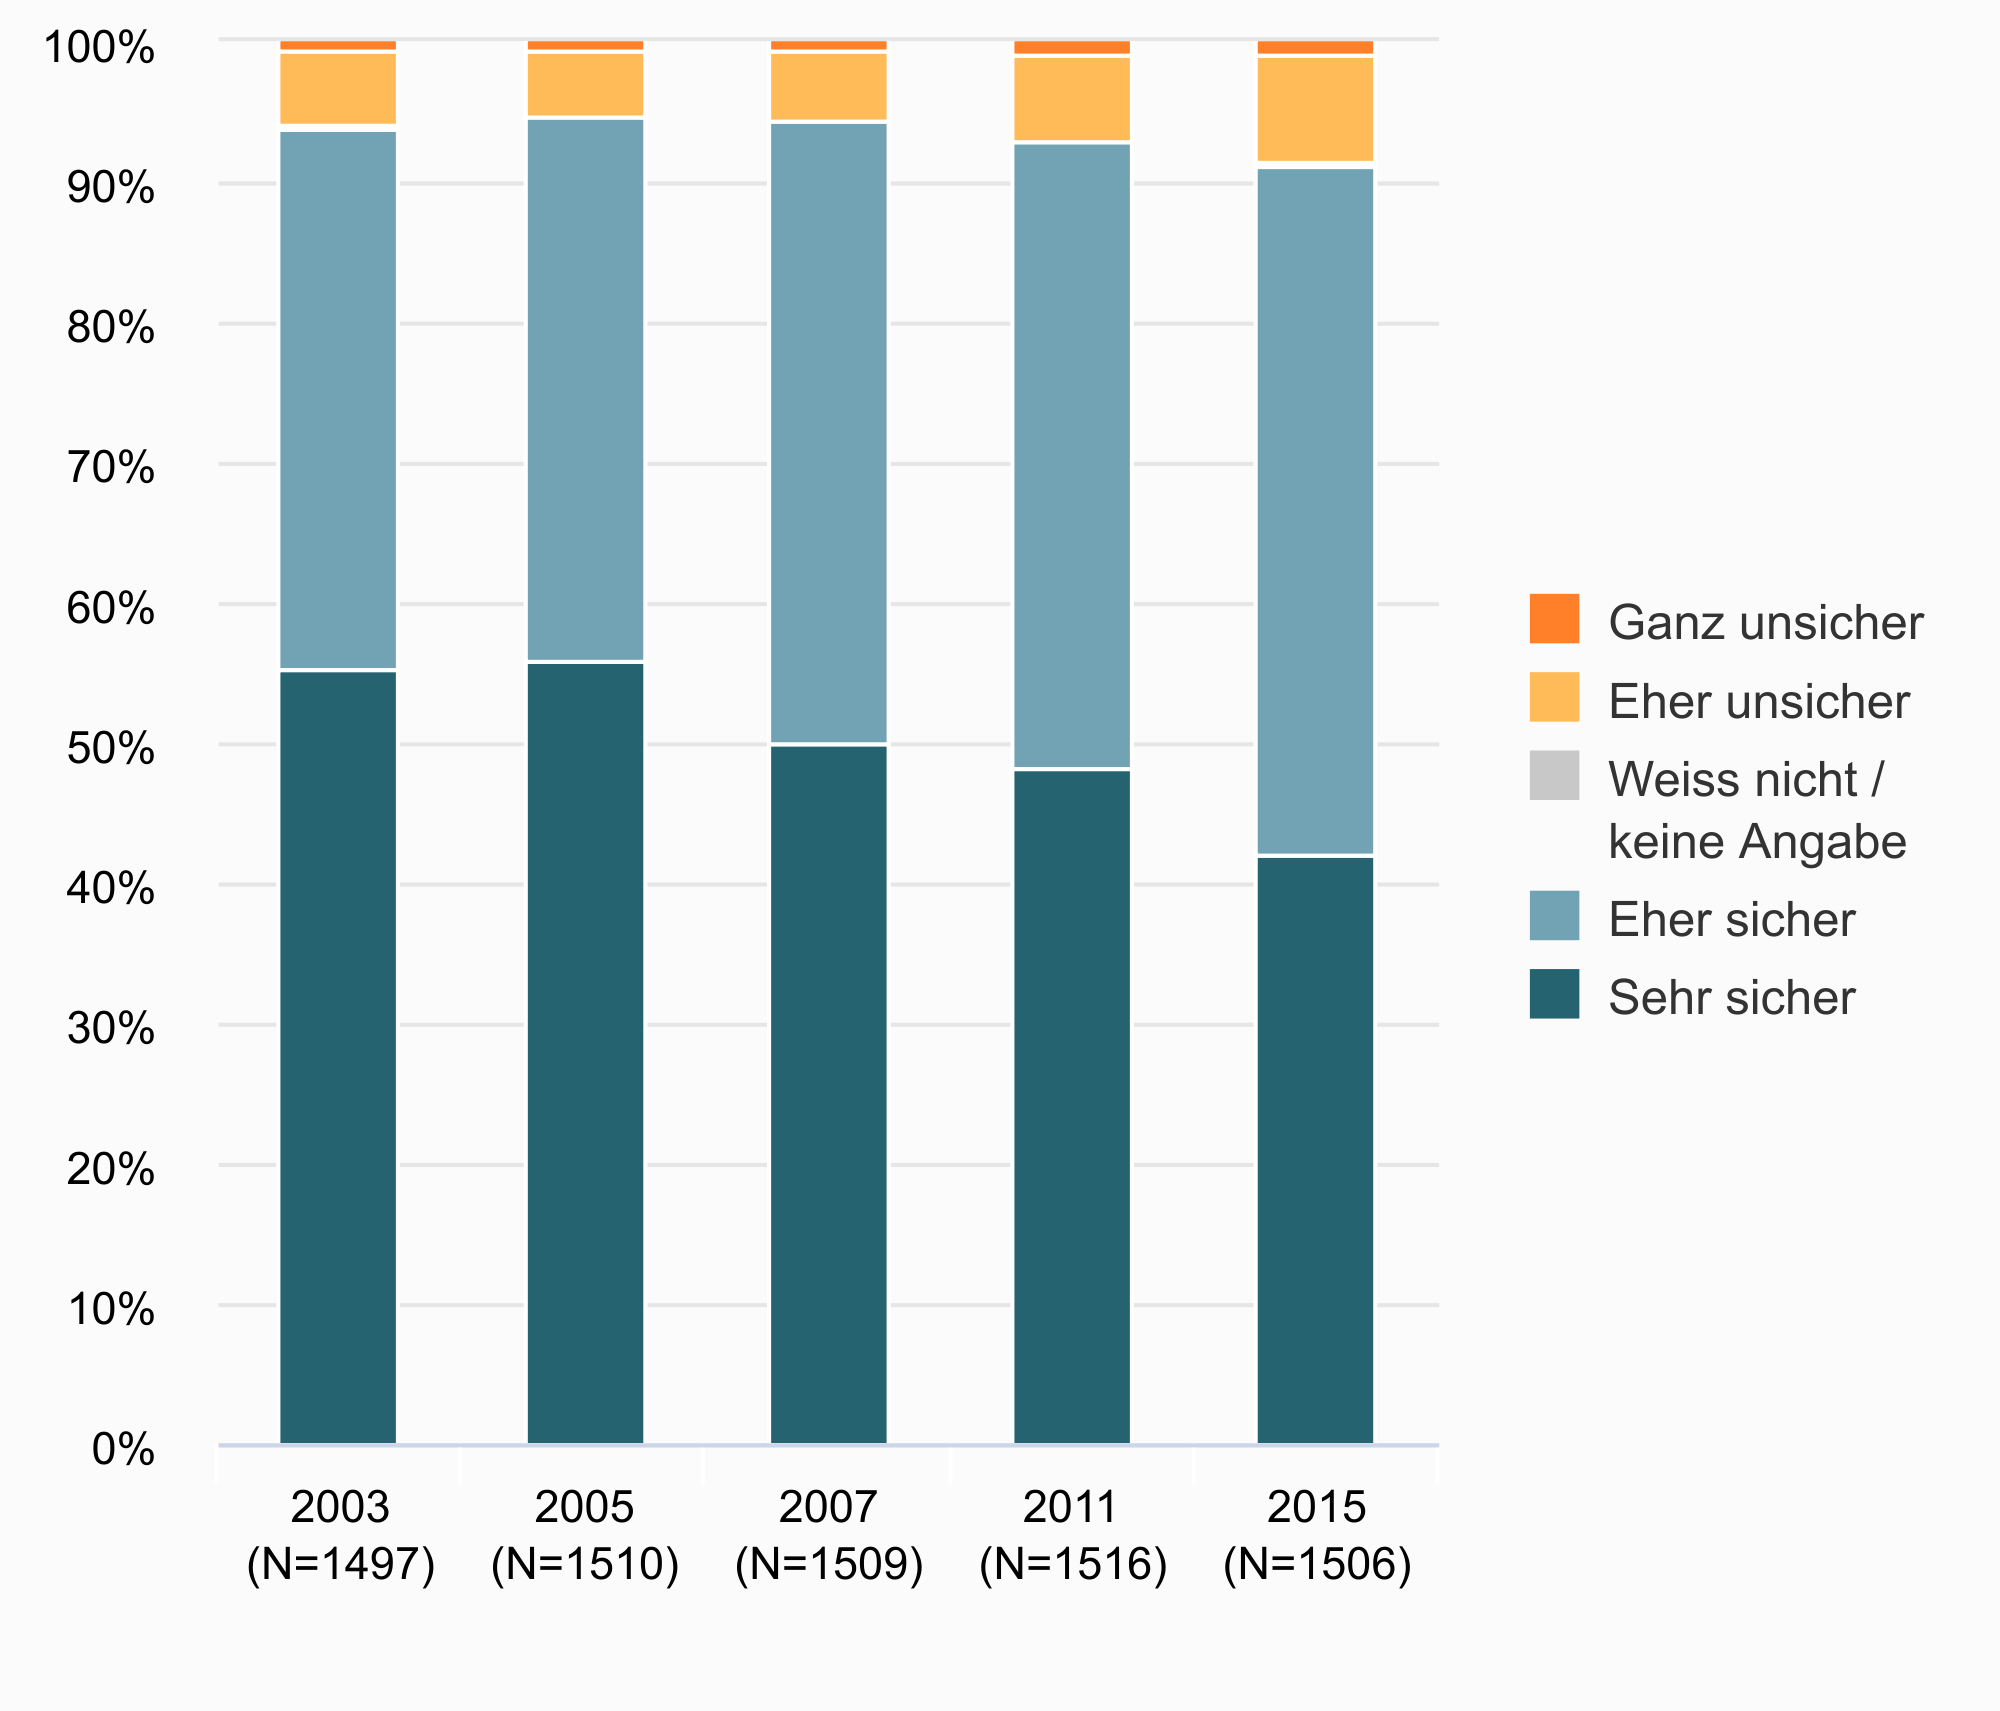 100%
90%
80%
70%
60%
50%
40%
30%
20%
10%
0%
2003
(N=1497)
2005
(N=1510)
2007
(N=1509)
2011
(N=1516)
2015
(N=1506)
Ganz unsicher
Eher unsicher
Weiss nicht /
keine Angabe
Eher sicher
Sehr sicher